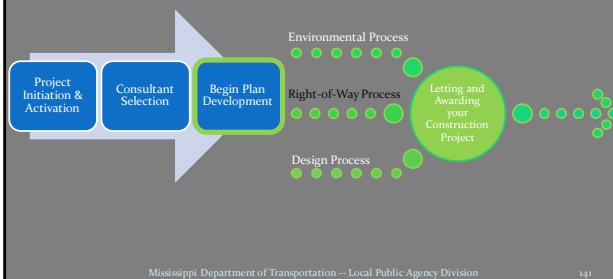 Environmental Process
Project
Initiation &
Activation
Consultant
Selection
Begin Plan
Development
Right-of-Way Process
Letting and
Awarding
your
Construction
Project
Design Process
Mississippi Department of Transportation -- Local Public Agency Division
141